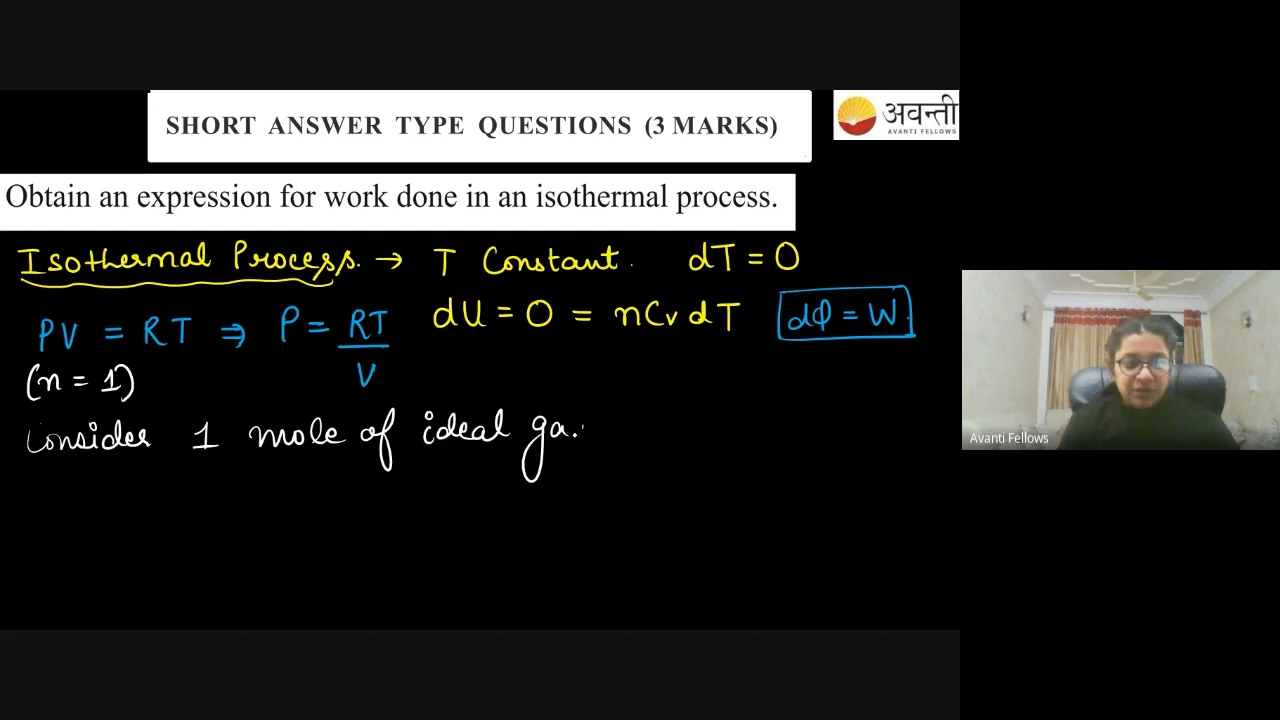 SHORT ANSWER TYPE QUESTIONS (3 MARKS)
अवन्ती
AVANTI FELLOWS
Obtain an expression for work done in an isothermal process.
Isothermal Process. → T Constant. dT = 0
dU = 0 = nCv dT dQ = W
PV = RT ⇒ P = RT/V
(n = 1)
Consider 1 mole of ideal ga.
Avanti Fellows